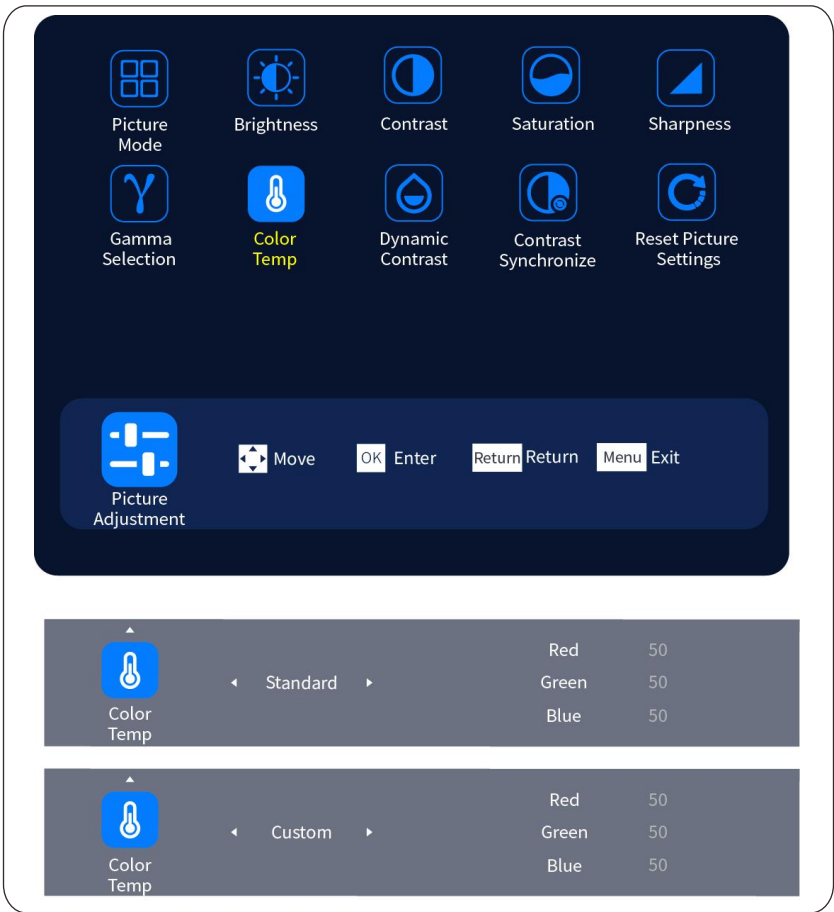 Picture
Mode
Brightness
Contrast
Saturation
Sharpness
γ
Gamma
Selection
Color
Temp
Dynamic
Contrast
Contrast
Synchronize
Reset Picture
Settings
Picture
Adjustment
Move
OK Enter
Return Return
Menu Exit
Color
Temp
Standard
Red 50
Green 50
Blue 50
Color
Temp
Custom
Red 50
Green 50
Blue 50